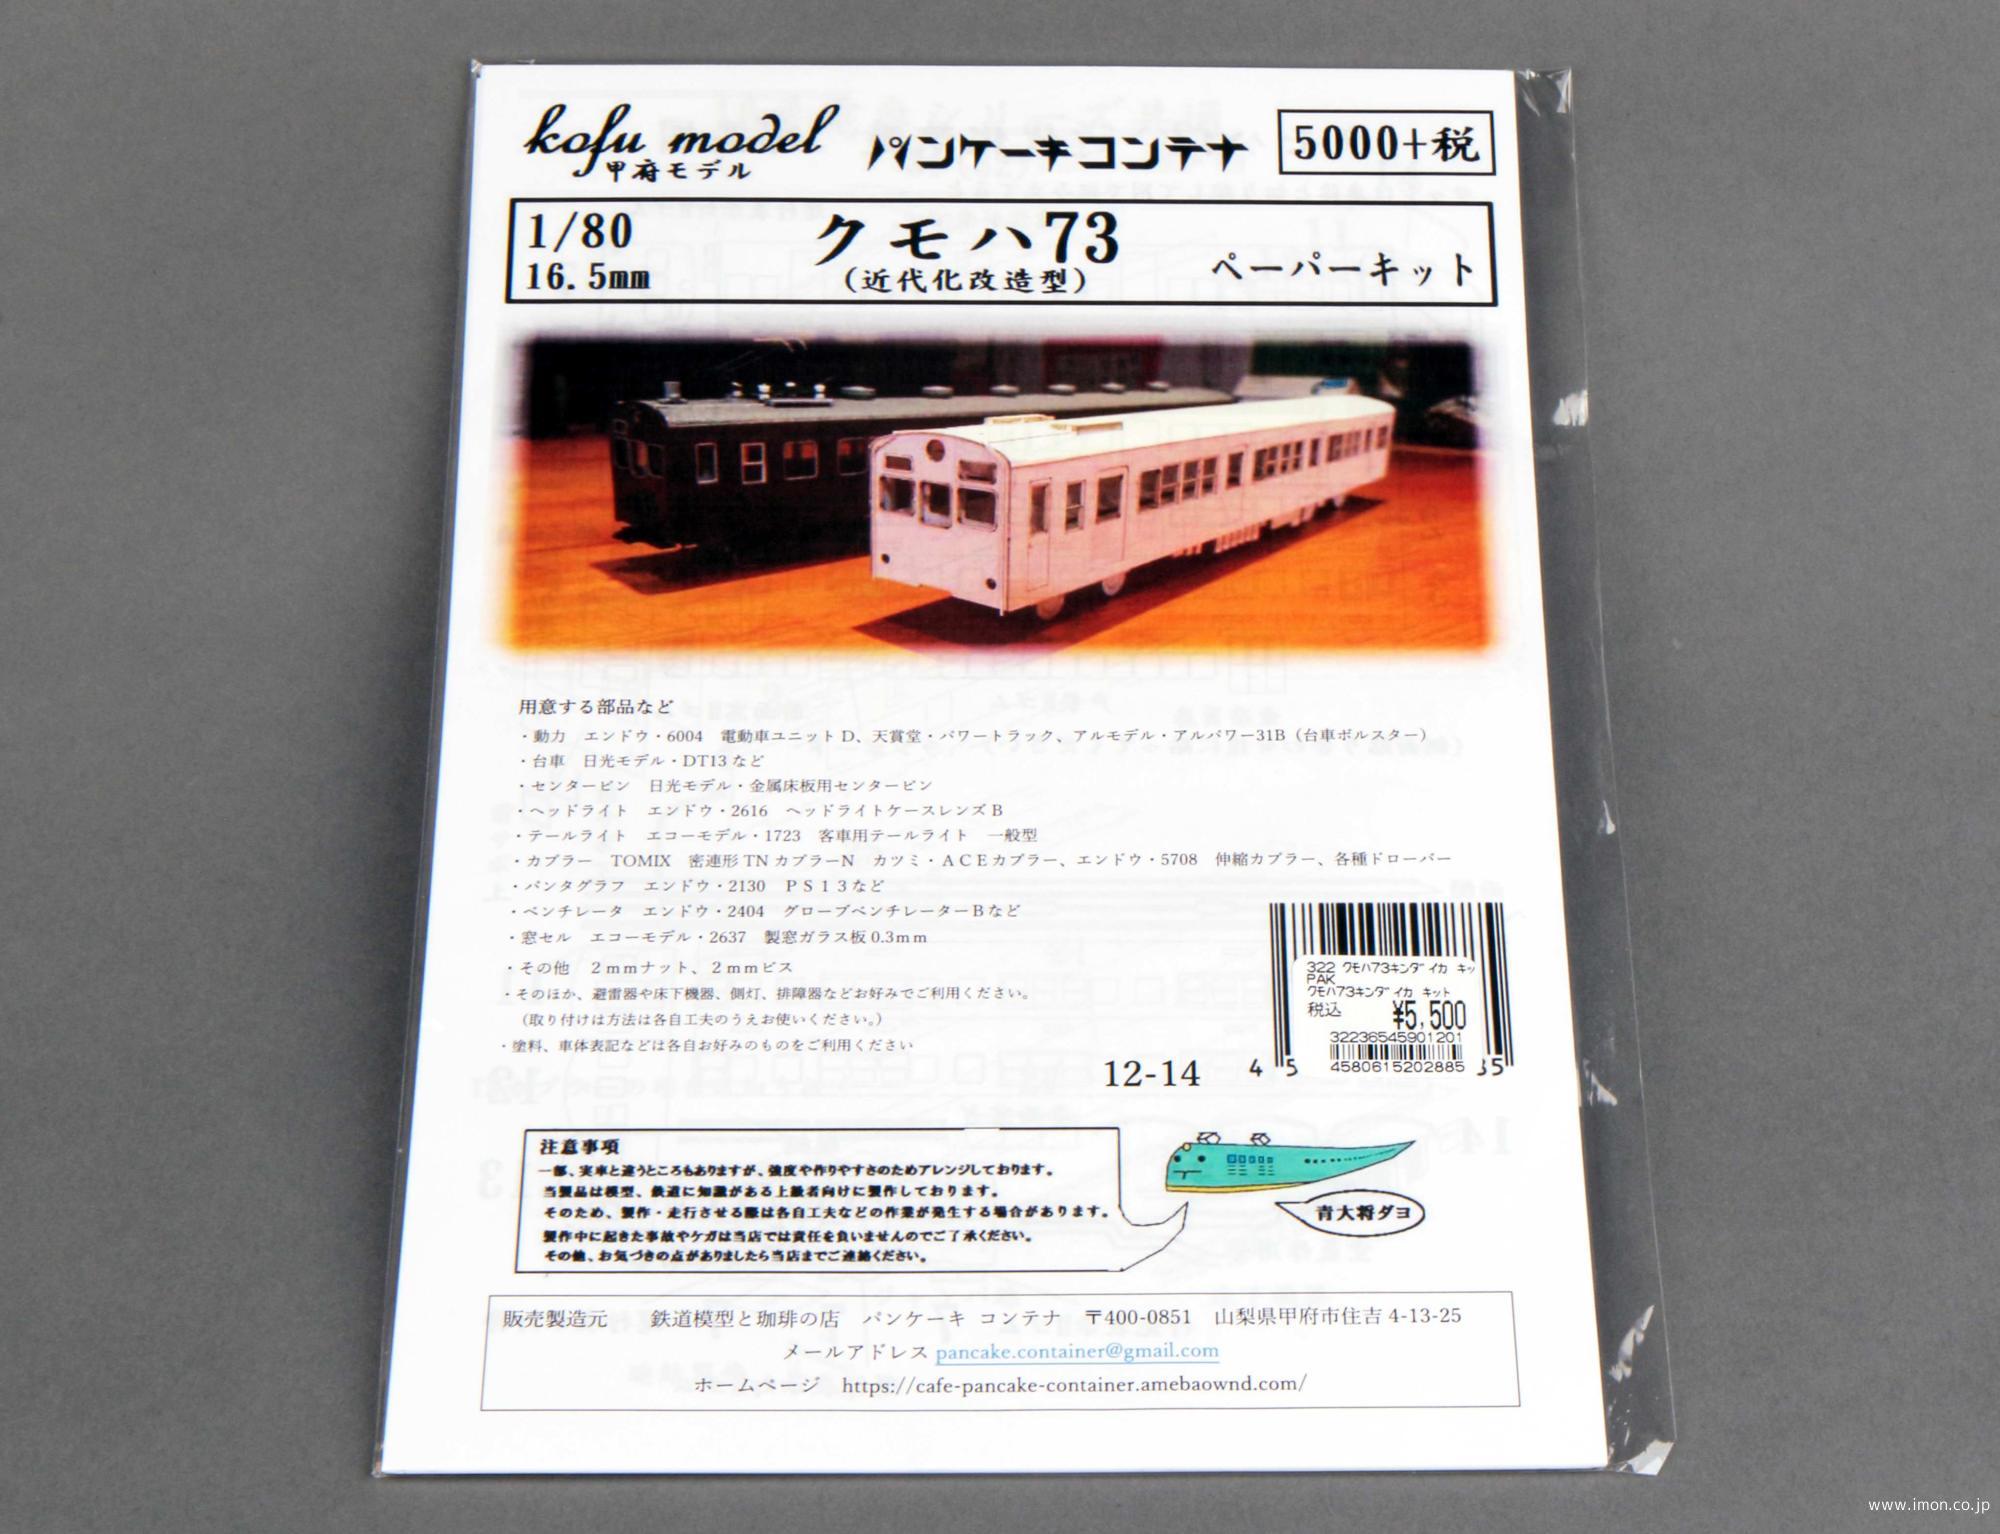 kofu model
甲府モデル
パンケーキコンテナ
5000+税
1/80
16.5mm
クモハ73
(近代化改造型)
ペーパーキット
用意する部品など
・動力　エンドウ・6004　電動車ユニット D、天賞堂・パワートラック、アルモデル・アルパワー31B（台車ボルスター）
・台車　日光モデル・DT13 など
・センターピン　日光モデル・金属床板用センターピン
・ヘッドライト　エンドウ・2616　ヘッドライトケースレンズ B
・テールライト　エコーモデル・1723　客車用テールライト　一般型
・カプラー　TOMIX　密連形 TN カプラーN　カツミ・ＡＣＥカプラー、エンドウ・5708　伸縮カプラー、各種ドローバー
・パンタグラフ　エンドウ・2130　ＰＳ１３など
・ベンチレータ　エンドウ・2404　グローブベンチレーターＢなど
・窓セル　エコーモデル・2637　製窓ガラス板 0.3ｍｍ
・その他　２ｍｍナット、２ｍｍビス
・そのほか、避雷器や床下機器、側灯、排障器などお好みでご利用ください。
（取り付けは方法は各自工夫のうえお使いください。）
・塗料、車体表記などは各自お好みのものをご利用ください
12-14
322 クモハ73キンダイカ キッ
PAK
クモハ73キンダイカ キット
税込 ¥5,500
32236545901201
4580615202885
4 5
35
注意事項
一部、実車と違うところもありますが、強度や作りやすさのためアレンジしております。
当製品は模型、鉄道に知識がある上級者向けに製作しております。
そのため、製作・走行させる際は各自工夫などの作業が発生する場合があります。
製作中に起きた事故やケガは当店では責任を負いませんのでご了承ください。
その他、お気づきの点がありましたら当店までご連絡ください。
青大将ダヨ
販売製造元　鉄道模型と珈琲の店　パンケーキ コンテナ　〒400-0851　山梨県甲府市住吉 4-13-25
メールアドレス pancake.container@gmail.com
ホームページ　https://cafe-pancake-container.amebaownd.com/
www.imon.co.jp